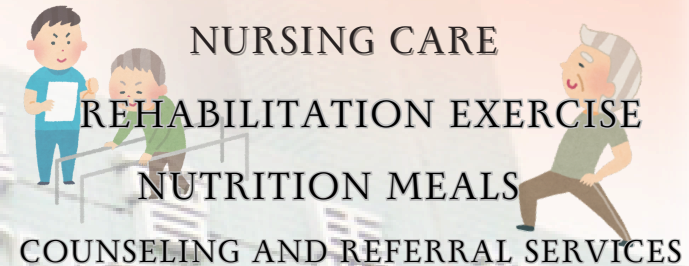 NURSING CARE
REHABILITATION EXERCISE
NUTRITION MEALS
COUNSELING AND REFERRAL SERVICES